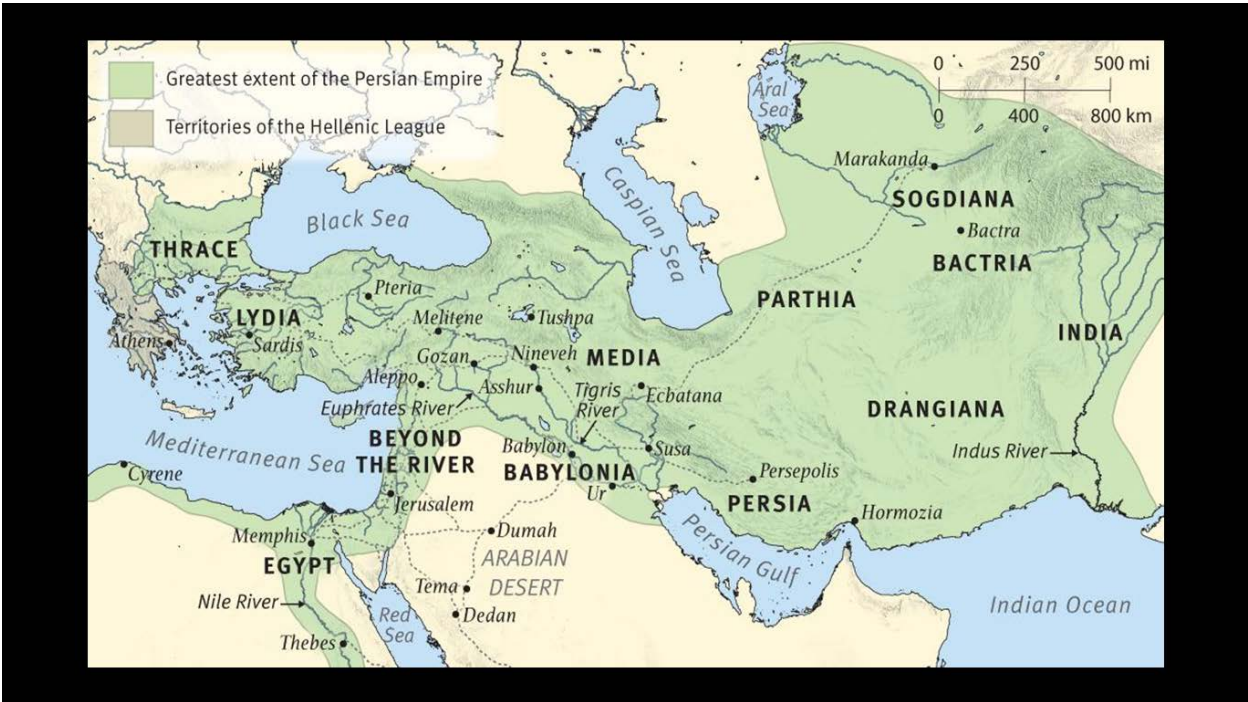 Greatest extent of the Persian Empire
Territories of the Hellenic League
0 250 500 mi
0 400 800 km
Aral
Sea
Marakanda
SOGDIANA
Bactra
BACTRIA
Caspian Sea
Black Sea
THRACE
Pteria
PARTHIA
LYDIA
Melitene
Tushpa
INDIA
Athens
Sardis
Gozan
Nineveh
MEDIA
Aleppo
Asshur
Tigris
River
Ecbatana
Euphrates River
DRANGIANA
Mediterranean Sea
BEYOND
THE RIVER
Babylon
Susa
Indus River
Cyrene
BABYLONIA
Persepolis
Ur
PERSIA
Jerusalem
Hormozia
Memphis
Dumah
Persian Gulf
EGYPT
ARABIAN
DESERT
Tema
Nile River
Red
Sea
Dedan
Indian Ocean
Thebes